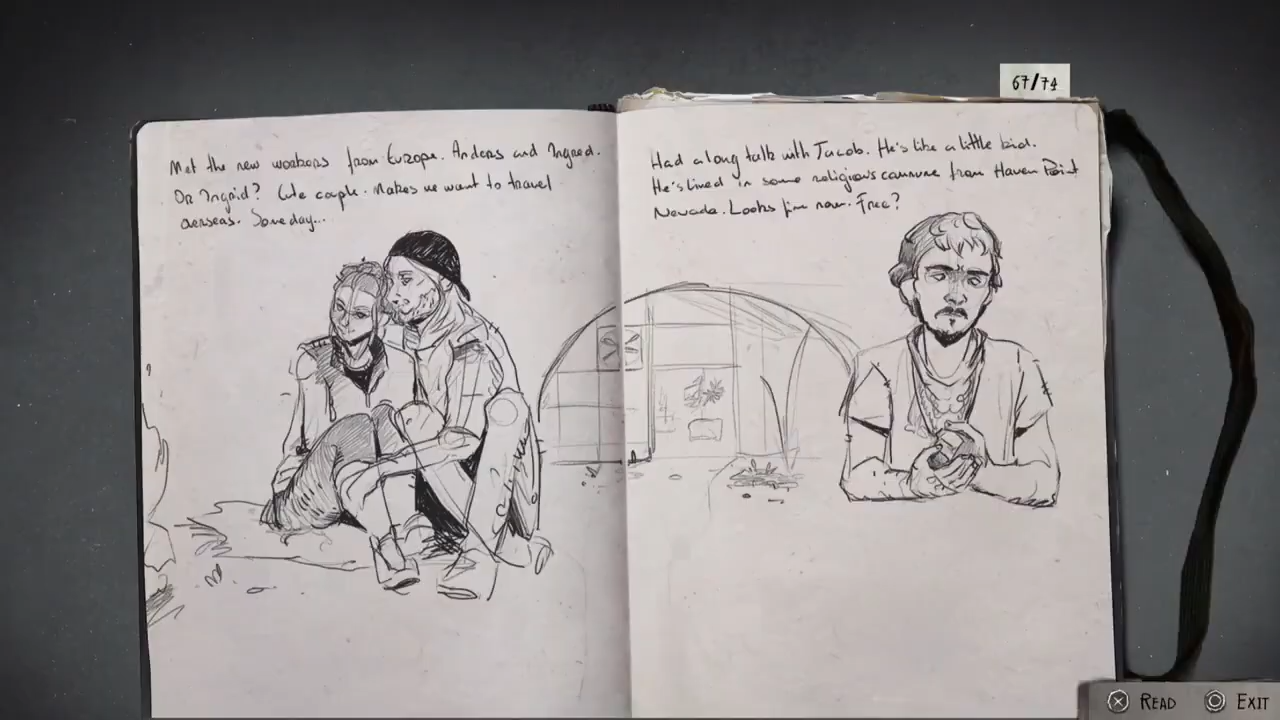 67/74
Met the new workers from Europe. Anders and Ingred.
Or Ingrid? Cute couple. Makes me want to travel
overseas. Someday...
Had a long talk with Jacob. He's like a little bird.
He's lived in some religious commune from Haven Point
Nevada. Looks fine now. Free?
READ
EXIT